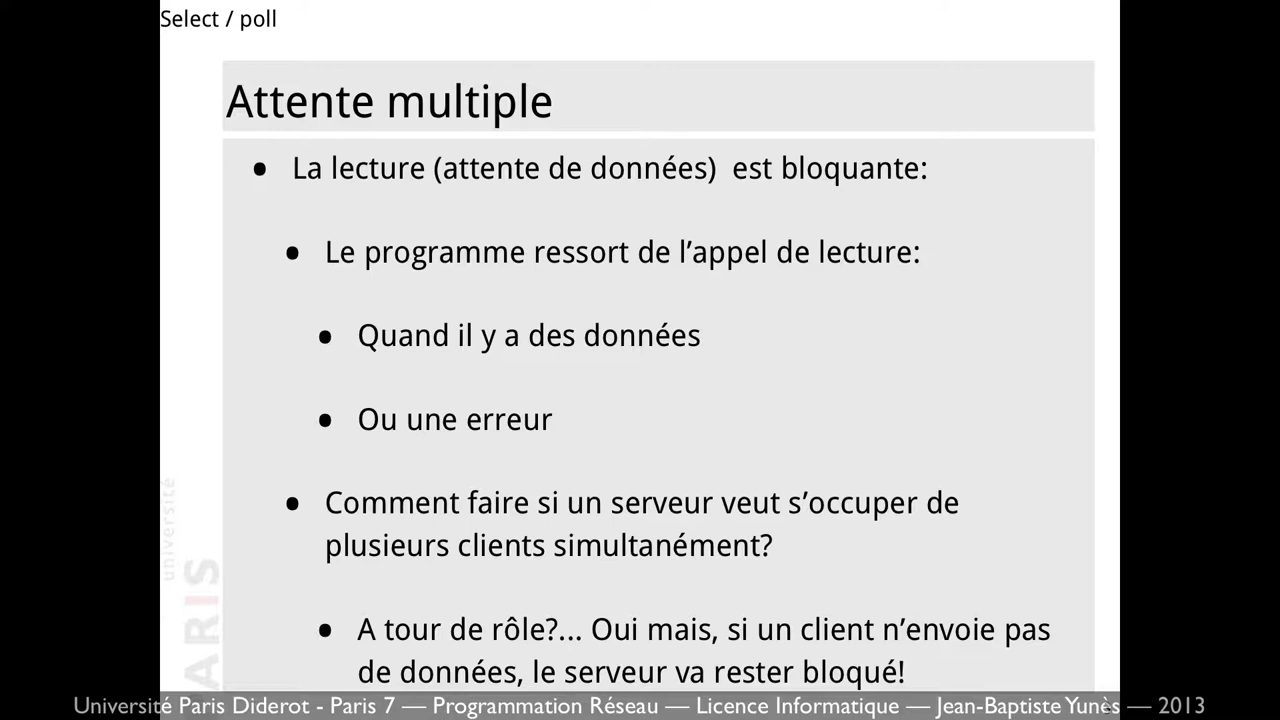 Select / poll
Attente multiple
• La lecture (attente de données)  est bloquante:
• Le programme ressort de l’appel de lecture:
• Quand il y a des données
• Ou une erreur
• Comment faire si un serveur veut s’occuper de
plusieurs clients simultanément?
• A tour de rôle?... Oui mais, si un client n’envoie pas
de données, le serveur va rester bloqué!
université
PARIS
Université Paris Diderot - Paris 7 — Programmation Réseau — Licence Informatique — Jean-Baptiste Yunès — 2013